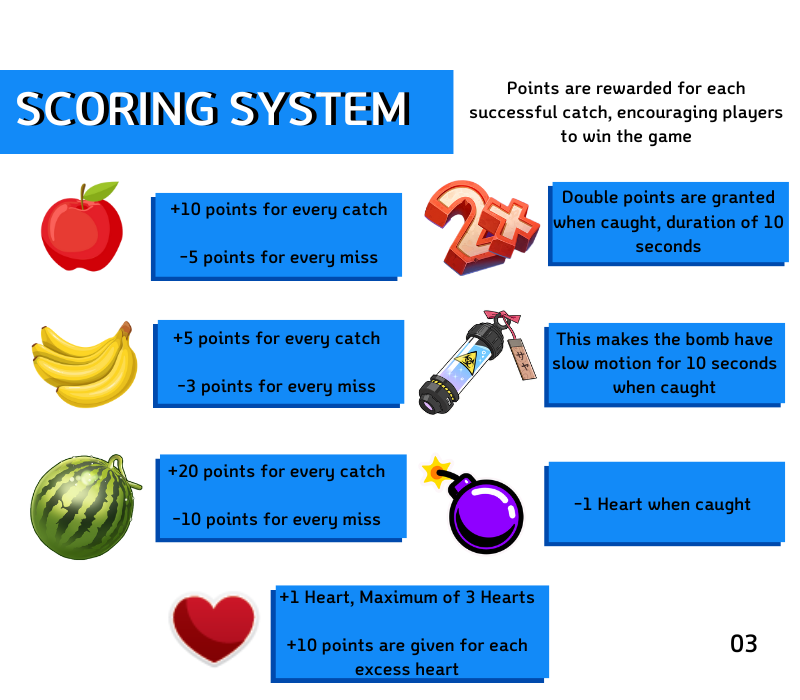 SCORING SYSTEM
Points are rewarded for each
successful catch, encouraging players
to win the game
+10 points for every catch
-5 points for every miss
2+
Double points are granted
when caught, duration of 10
seconds
+5 points for every catch
-3 points for every miss
サヤ
This makes the bomb have
slow motion for 10 seconds
when caught
+20 points for every catch
-10 points for every miss
-1 Heart when caught
+1 Heart, Maximum of 3 Hearts
+10 points are given for each
excess heart
03